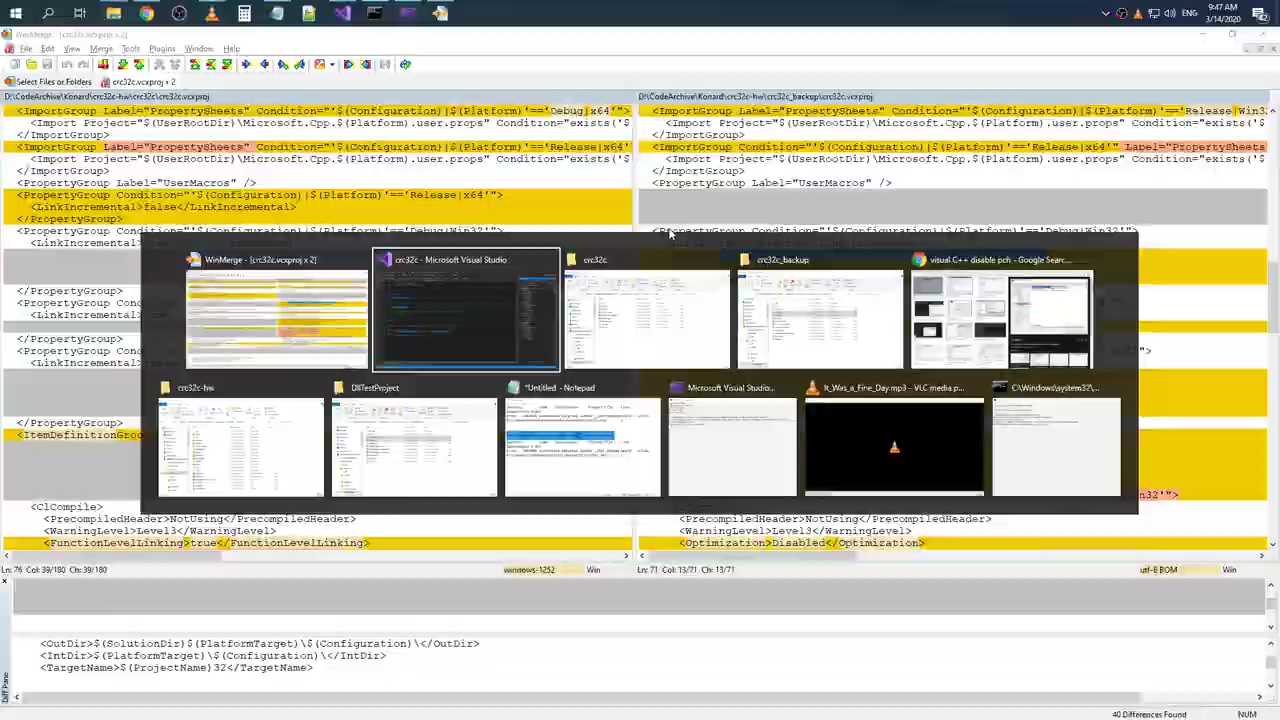 9:47 AM
ENG
3/14/2020
WinMerge - [crc32c.vcxproj x 2]
File Edit View Merge Tools Plugins Window Help
Select Files or Folders
crc32c.vcxproj x 2
D:\CodeArchive\Konard\crc32c-hw\crc32c\crc32c.vcxproj
D:\CodeArchive\Konard\crc32c-hw\crc32c_backup\crc32c.vcxproj
<ImportGroup Label="PropertySheets" Condition="'$(Configuration)|$(Platform)'=='Debug|x64'">
<Import Project="$(UserRootDir)\Microsoft.Cpp.$(Platform).user.props" Condition="exists('$
</ImportGroup>
<ImportGroup Label="PropertySheets" Condition="'$(Configuration)|$(Platform)'=='Release|x64'
<Import Project="$(UserRootDir)\Microsoft.Cpp.$(Platform).user.props" Condition="exists('$
</ImportGroup>
<PropertyGroup Label="UserMacros" />
<PropertyGroup Condition="'$(Configuration)|$(Platform)'=='Release|x64'">
<LinkIncremental>false</LinkIncremental>
</PropertyGroup>
<PropertyGroup Condition="'$(Configuration)|$(Platform)'=='Debug|Win32'">
<LinkIncremental
</PropertyGroup>
<PropertyGroup Cond
<LinkIncremental
</PropertyGroup>
<PropertyGroup Cond
<LinkIncremental
</PropertyGroup>
<ItemDefinitionGrou
<ClCompile>
<PrecompiledHeader>NotUsing</PrecompiledHeader>
<WarningLevel>Level3</WarningLevel>
<FunctionLevelLinking>true</FunctionLevelLinking>
<ImportGroup Label="PropertySheets" Condition="'$(Configuration)|$(Platform)'=='Release|Win3
<Import Project="$(UserRootDir)\Microsoft.Cpp.$(Platform).user.props" Condition="exists('$
</ImportGroup>
<ImportGroup Condition="'$(Configuration)|$(Platform)'=='Release|x64'" Label="PropertySheets
<Import Project="$(UserRootDir)\Microsoft.Cpp.$(Platform).user.props" Condition="exists('$
</ImportGroup>
<PropertyGroup Label="UserMacros" />
<PropertyGroup Condition="'$(Configuration)|$(Platform)'=='Debug|Win32'">
">
in32'">
<PrecompiledHeader>NotUsing</PrecompiledHeader>
<WarningLevel>Level3</WarningLevel>
<Optimization>Disabled</Optimization>
WinMerge - [crc32c.vcxproj x 2]
crc32c - Microsoft Visual Studio
crc32c
crc32c_backup
visual C++ disable pch - Google Searc...
crc32c-hw
DllTestProject
*Untitled - Notepad
Microsoft Visual Studio...
It_Was_a_Fine_Day.mp3 - VLC media p...
C:\Windows\system32\...
Ln: 76 Col: 39/180 Ch: 39/180
windows-1252
Win
Ln: 71 Col: 13/71 Ch: 13/71
utf-8 BOM
Win
<OutDir>$(SolutionDir)$(PlatformTarget)\$(Configuration)\</OutDir>
<IntDir>$(PlatformTarget)\$(Configuration)\</IntDir>
<TargetName>$(ProjectName)32</TargetName>
Diff Pane
40 Differences Found
NUM